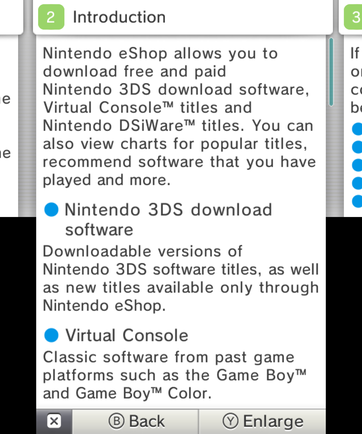 2 Introduction
3
Nintendo eShop allows you to
download free and paid
Nintendo 3DS download software,
Virtual Console™ titles and
Nintendo DSiWare™ titles. You can
also view charts for popular titles,
recommend software that you have
played and more.
Nintendo 3DS download
software
Downloadable versions of
Nintendo 3DS software titles, as well
as new titles available only through
Nintendo eShop.
Virtual Console
Classic software from past game
platforms such as the Game Boy™
and Game Boy™ Color.
Ⓑ Back
Ⓨ Enlarge